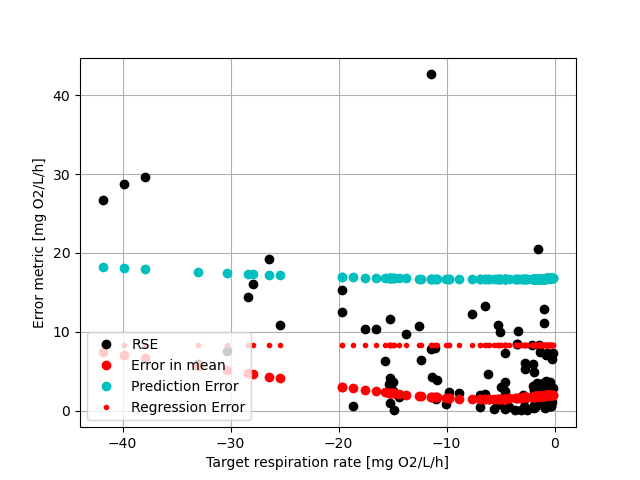 40
30
20
10
0
Error metric [mg O2/L/h]
RSE
Error in mean
Prediction Error
Regression Error
−40
−30
−20
−10
0
Target respiration rate [mg O2/L/h]